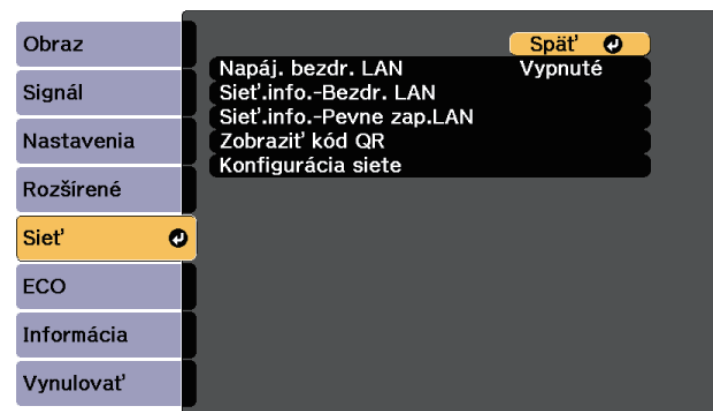 Obraz
Signál
Nastavenia
Rozšírené
Sieť
ECO
Informácia
Vynulovať
Späť
Napáj. bezdr. LAN Vypnuté
Sieť.info.-Bezdr. LAN
Sieť.info.-Pevne zap.LAN
Zobraziť kód QR
Konfigurácia siete